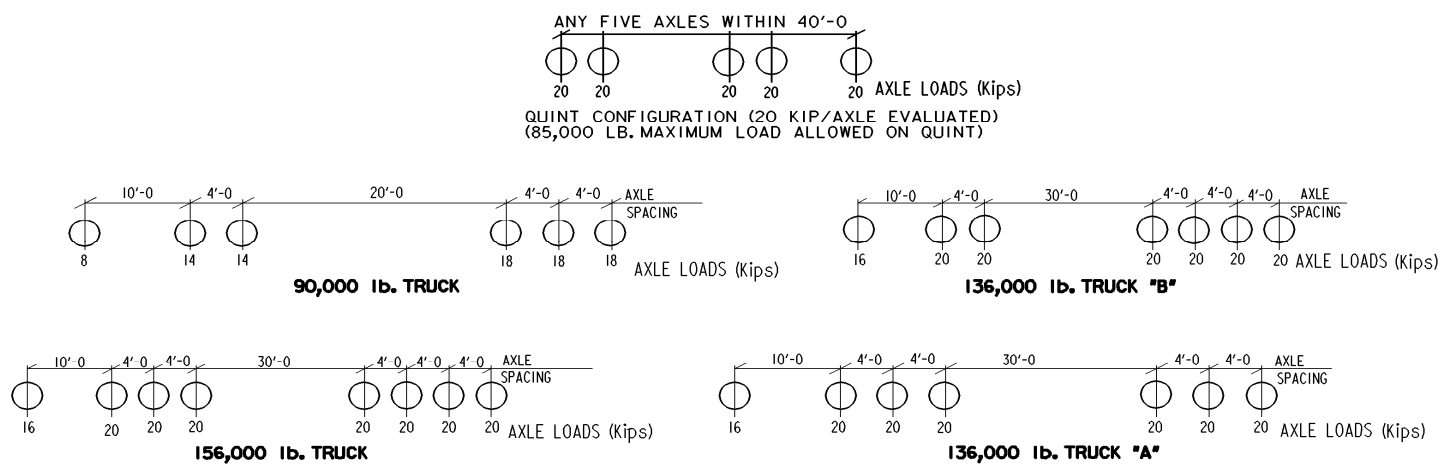 ANY FIVE AXLES WITHIN 40'-0
20 20 20 20 20 AXLE LOADS (Kips)
QUINT CONFIGURATION (20 KIP/AXLE EVALUATED)
(85,000 LB. MAXIMUM LOAD ALLOWED ON QUINT)
10'-0 4'-0 20'-0 4'-0 4'-0 AXLE
SPACING
8 14 14 18 18 18 AXLE LOADS (Kips)
90,000 lb. TRUCK
10'-0 4'-0 30'-0 4'-0 4'-0 4'-0 AXLE
SPACING
16 20 20 20 20 20 20 AXLE LOADS (Kips)
136,000 lb. TRUCK "B"
10'-0 4'-0 4'-0 30'-0 4'-0 4'-0 4'-0 AXLE
SPACING
16 20 20 20 20 20 20 20 AXLE LOADS (Kips)
156,000 lb. TRUCK
10'-0 4'-0 4'-0 30'-0 4'-0 4'-0 AXLE
SPACING
16 20 20 20 20 20 20 AXLE LOADS (Kips)
136,000 lb. TRUCK "A"